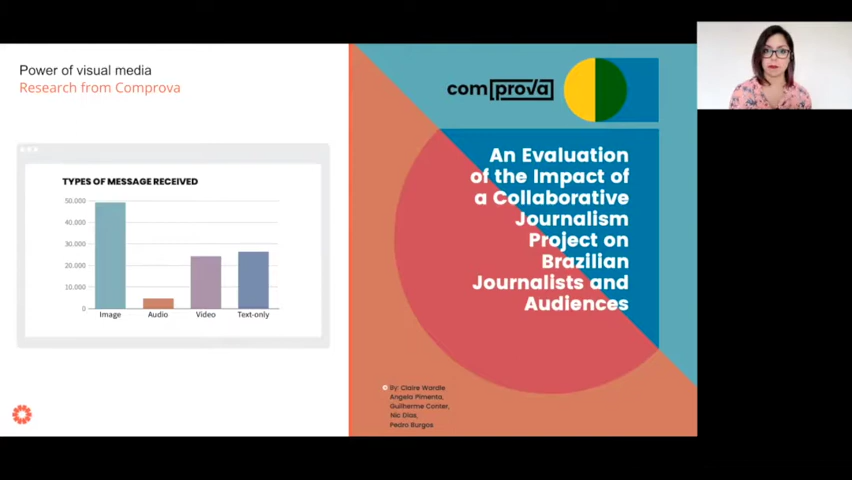 Power of visual media
Research from Comprova
TYPES OF MESSAGE RECEIVED
50.000
40.000
30.000
20.000
10.000
0
Image Audio Video Text-only
comprova
An Evaluation
of the Impact of
a Collaborative
Journalism
Project on
Brazilian
Journalists and
Audiences
By: Claire Wardle
Angela Pimenta,
Guilherme Conter,
Nic Dias,
Pedro Burgos